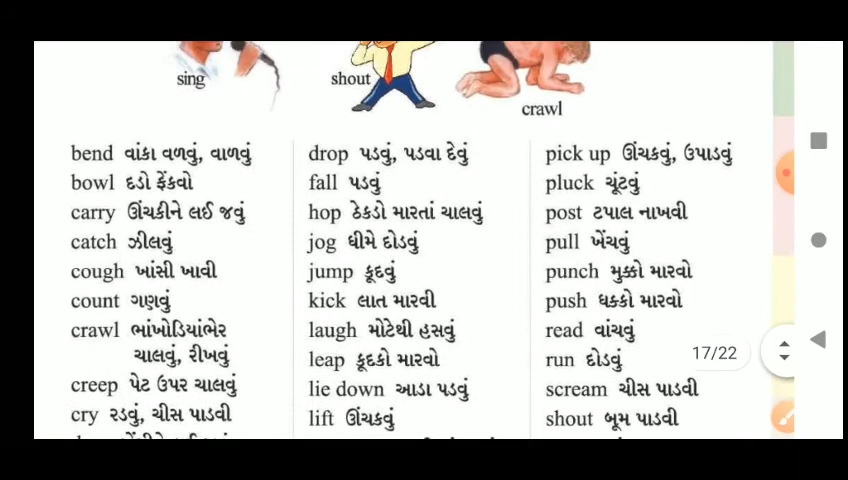 sing
shout
crawl
bend વાંકા વળવું, વાળવું
bowl દડો ફેંકવો
carry ઊંચકીને લઈ જવું
catch ઝીલવું
cough ખાંસી ખાવી
count ગણવું
crawl ભાંખોડિયાંભેર
ચાલવું, રીખવું
creep પેટ ઉપર ચાલવું
cry રડવું, ચીસ પાડવી
drop પડવું, પડવા દેવું
fall પડવું
hop ઠેકડો મારતાં ચાલવું
jog ધીમે દોડવું
jump કૂદવું
kick લાત મારવી
laugh મોટેથી હસવું
leap કૂદકો મારવો
lie down આડા પડવું
lift ઊંચકવું
pick up ઊંચકવું, ઉપાડવું
pluck ચૂંટવું
post ટપાલ નાખવી
pull ખેંચવું
punch મુક્કો મારવો
push ધક્કો મારવો
read વાંચવું
run દોડવું
scream ચીસ પાડવી
shout બૂમ પાડવી
17/22